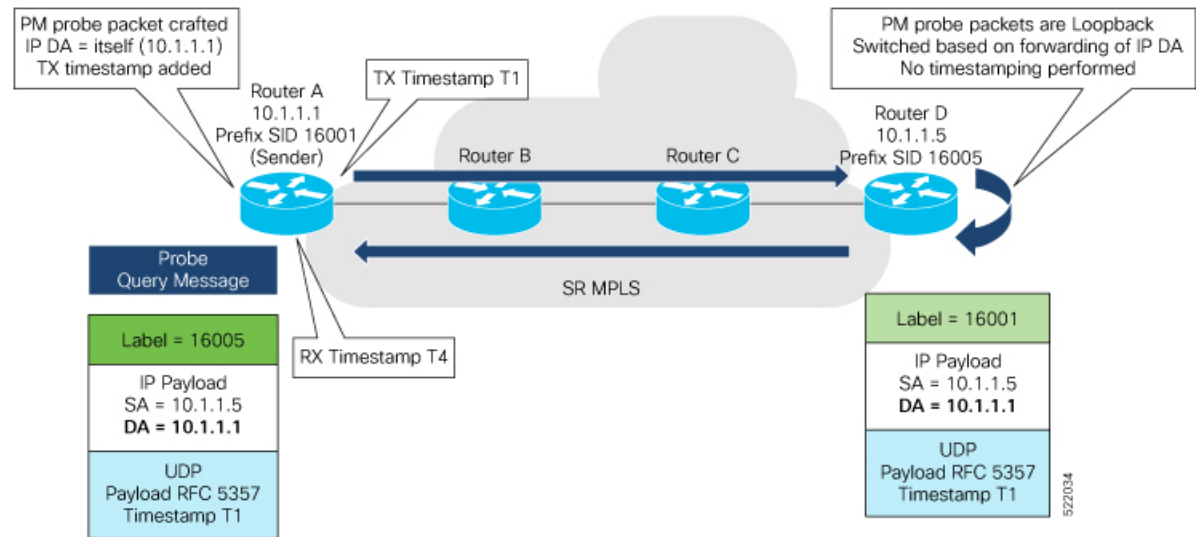 PM probe packet crafted
IP DA = itself (10.1.1.1)
TX timestamp added
TX Timestamp T1
PM probe packets are Loopback
Switched based on forwarding of IP DA
No timestamping performed
Router A
10.1.1.1
Prefix SID 16001
(Sender)
Router B
Router C
Router D
10.1.1.5
Prefix SID 16005
Probe
Query Message
SR MPLS
RX Timestamp T4
Label = 16005
IP Payload
SA = 10.1.1.5
DA = 10.1.1.1
UDP
Payload RFC 5357
Timestamp T1
Label = 16001
IP Payload
SA = 10.1.1.5
DA = 10.1.1.1
UDP
Payload RFC 5357
Timestamp T1
522034